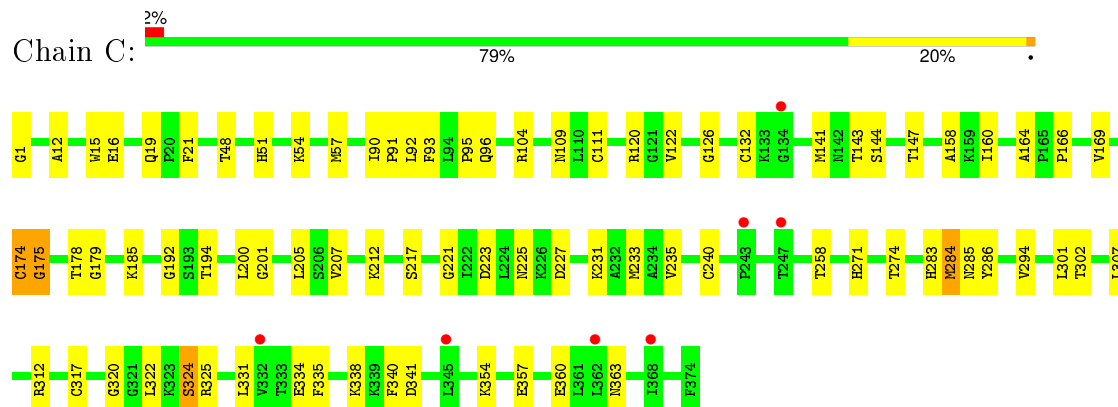 2%
Chain C:
79% 20% •
G1 A12 W15 E16 Q19 P20 F21 T48 H51 K54 M57 I90 P91 L92 F93 L94 P95 Q96 R104 N109 L110 C111 R120 G121 V122 G126 C132 K133 G134 M141 N142 T143 S144 T147 A158 K159 I160 A164 P165 P166 V169
C174 G175 T178 G179 K185 G192 S193 T194 L200 G201 L205 S206 V207 K212 S217 G221 I222 D223 L224 N225 K226 D227 K231 A232 M233 A234 V235 C240 P243 T247 T258 H271 T274 H283 M284 N285 Y286 V294 L301 T302 L307
R312 C317 G320 G321 L322 K323 S324 R325 L331 V332 T333 E334 F335 K338 K339 F340 D341 L345 K354 E357 E360 L361 L362 N363 I368 F374